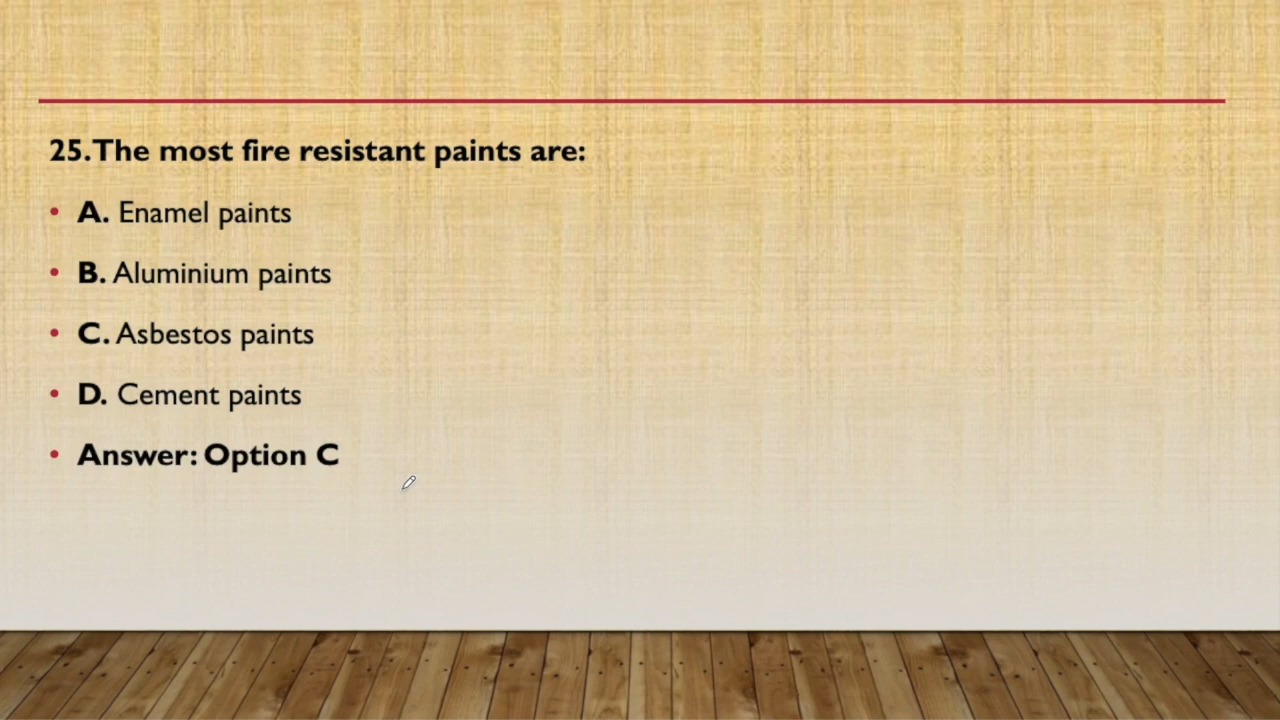 25.The most fire resistant paints are:
• A. Enamel paints
• B. Aluminium paints
• C. Asbestos paints
• D. Cement paints
• Answer: Option C